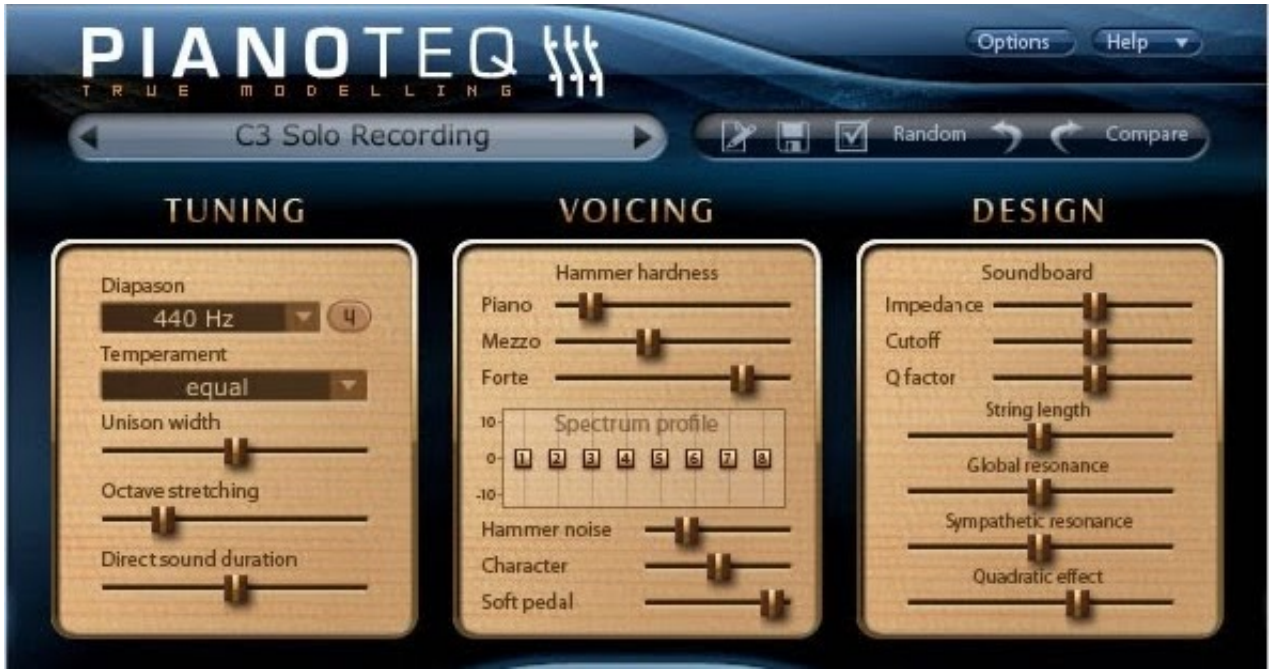 PIANOTEQ
TRUE MODELLING
Options
Help
C3 Solo Recording
Random
Compare
TUNING
Diapason
440 Hz
4
Temperament
equal
Unison width
Octave stretching
Direct sound duration
VOICING
Hammer hardness
Piano
Mezzo
Forte
Spectrum profile
10
0
-10
1 2 3 4 5 6 7 8
Hammer noise
Character
Soft pedal
DESIGN
Soundboard
Impedance
Cutoff
Q factor
String length
Global resonance
Sympathetic resonance
Quadratic effect